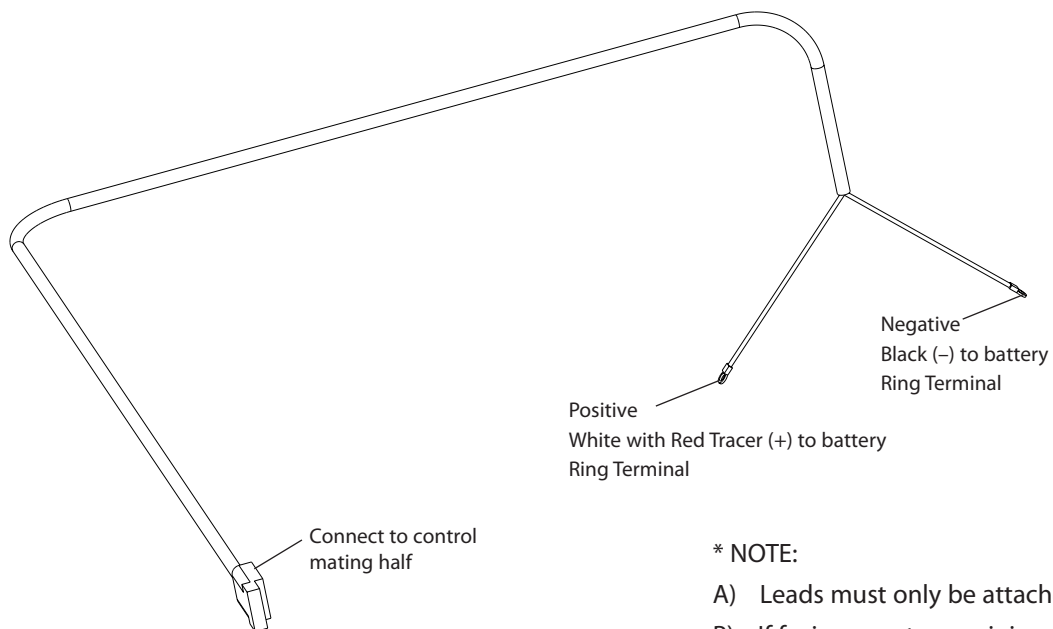 Negative
Black (–) to battery
Ring Terminal
Positive
White with Red Tracer (+) to battery
Ring Terminal
Connect to control
mating half
* NOTE:
A) Leads must only be attach